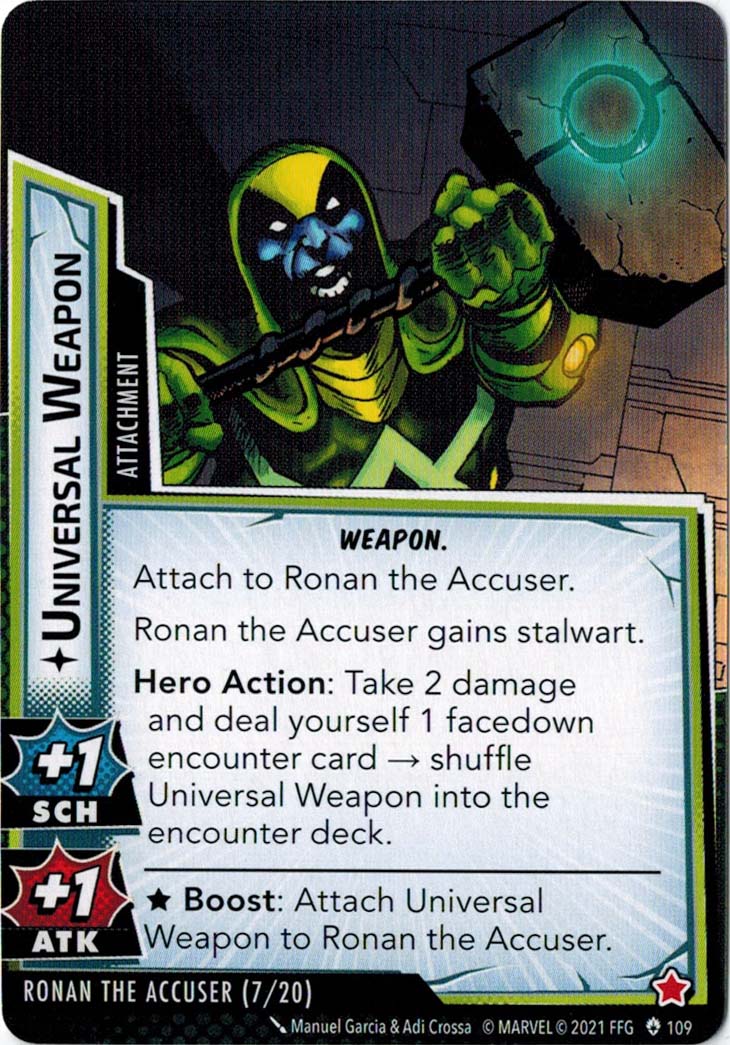 UNIVERSAL WEAPON
ATTACHMENT
WEAPON.
Attach to Ronan the Accuser.
Ronan the Accuser gains stalwart.
Hero Action: Take 2 damage
and deal yourself 1 facedown
encounter card → shuffle
Universal Weapon into the
encounter deck.
+1
SCH
+1
ATK
★ Boost: Attach Universal
Weapon to Ronan the Accuser.
RONAN THE ACCUSER (7/20)
Manuel Garcia & Adi Crossa © MARVEL © 2021 FFG 109